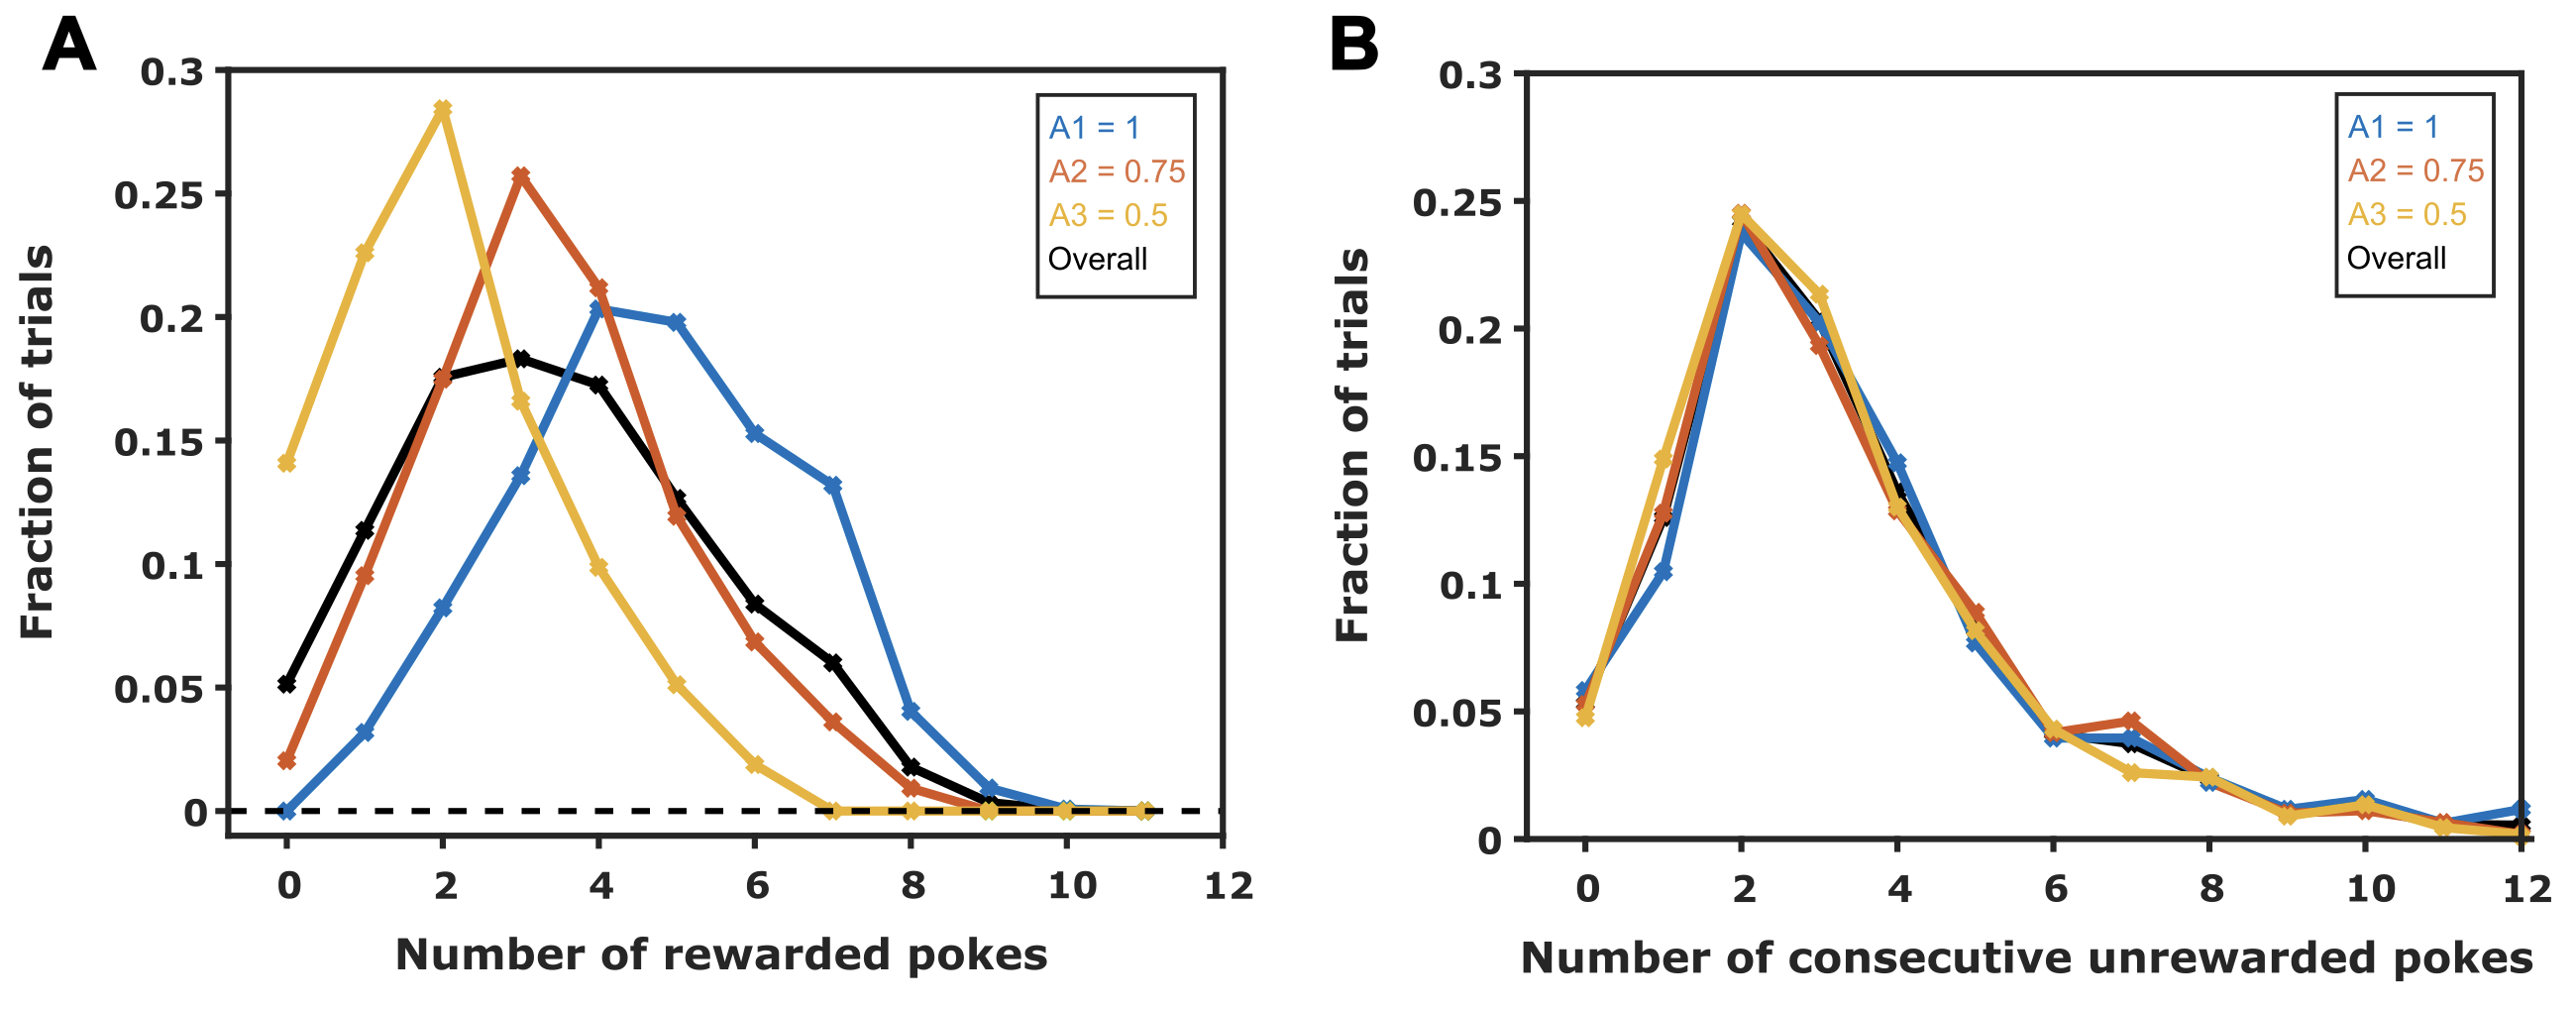 A
0.3
0.25
0.2
0.15
0.1
0.05
0
Fraction of trials
A1 = 1
A2 = 0.75
A3 = 0.5
Overall
0 2 4 6 8 10 12
Number of rewarded pokes
B
0.3
0.25
0.2
0.15
0.1
0.05
0
Fraction of trials
A1 = 1
A2 = 0.75
A3 = 0.5
Overall
0 2 4 6 8 10 12
Number of consecutive unrewarded pokes